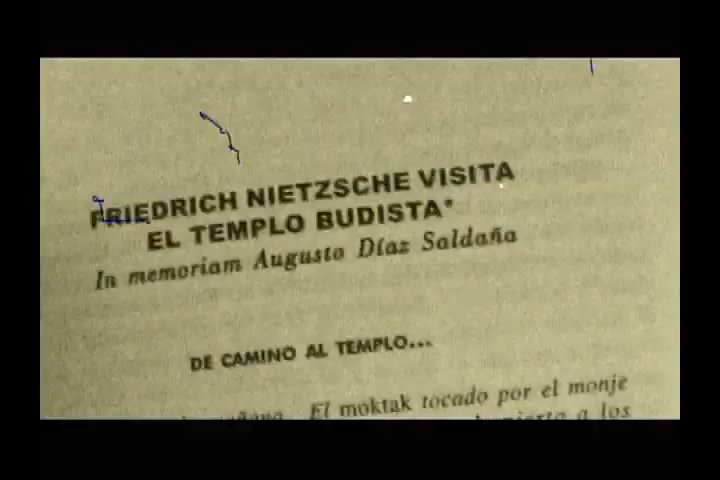 FRIEDRICH NIETZSCHE VISITA
EL TEMPLO BUDISTA*
In memoriam Augusto Díaz Saldaña
DE CAMINO AL TEMPLO...
El moktak tocado por el monje
a los